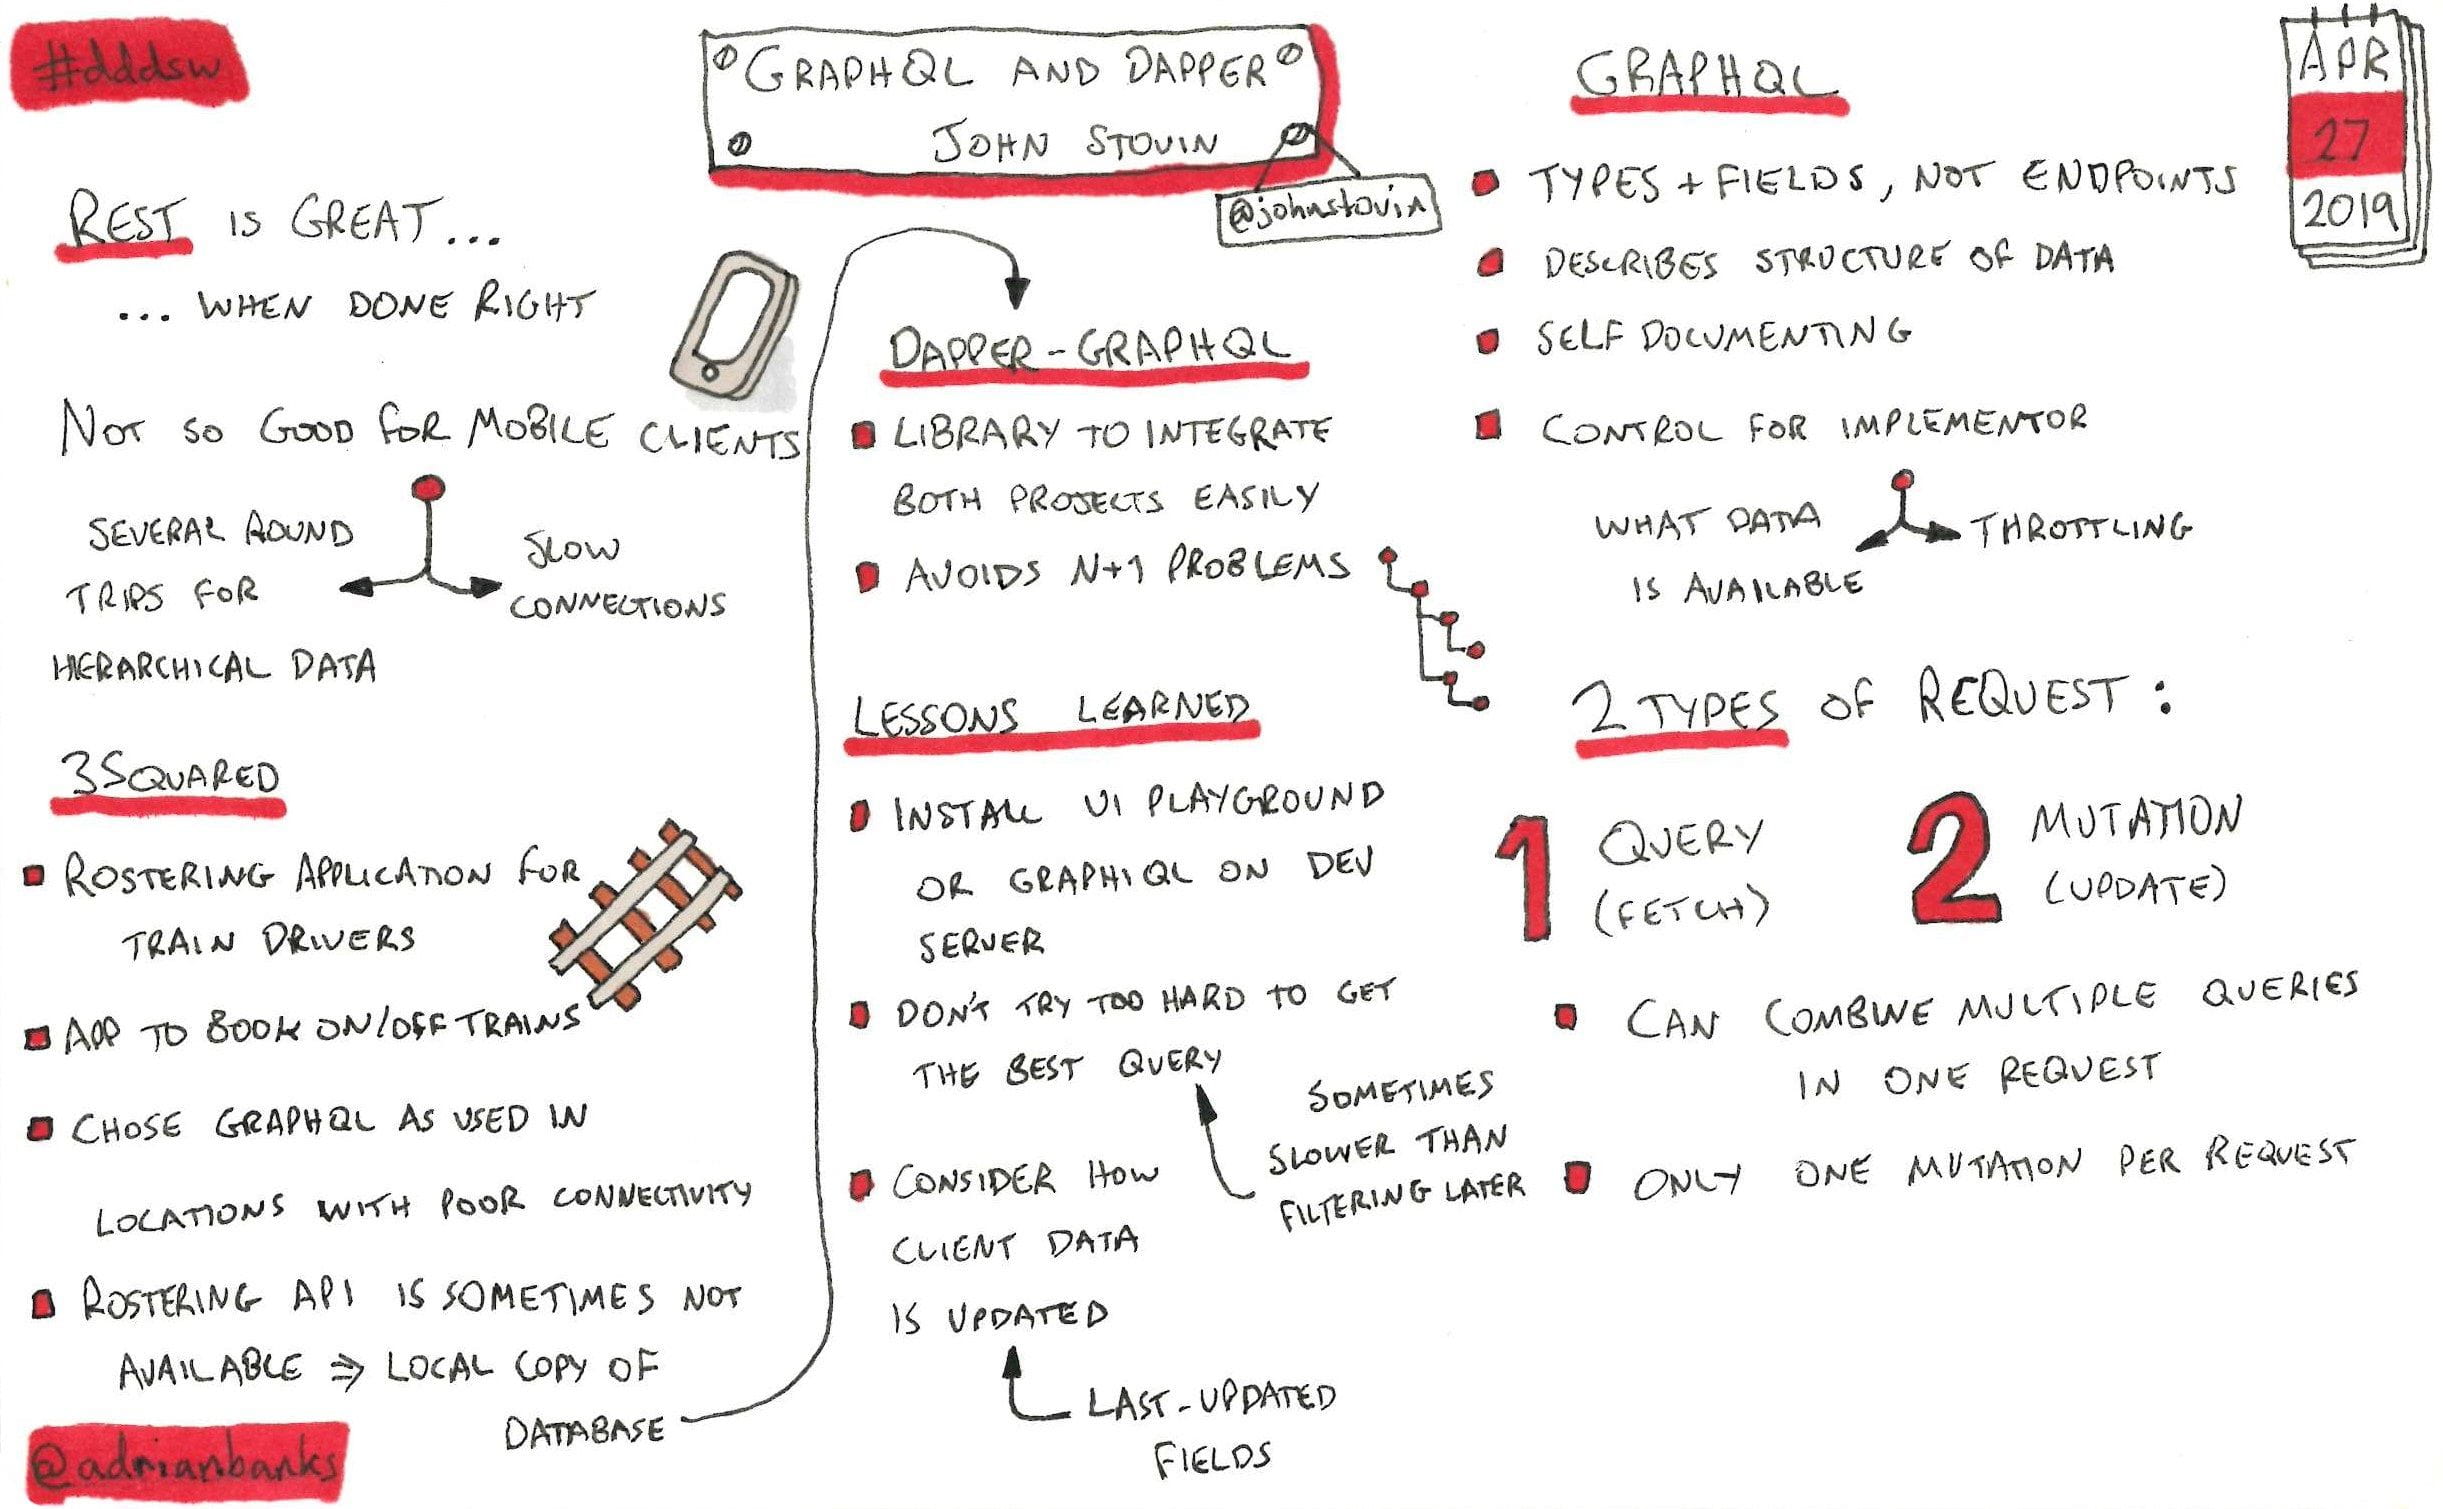 #dddsw
GRAPHQL AND DAPPER
JOHN STOVIN
@johnstovin
APR
27
2019
REST IS GREAT...
... WHEN DONE RIGHT
NOT SO GOOD FOR MOBILE CLIENTS
SEVERAL ROUND
TRIPS FOR
HIERARCHICAL DATA
SLOW
CONNECTIONS
3SQUARED
ROSTERING APPLICATION FOR
TRAIN DRIVERS
APP TO BOOK ON/OFF TRAINS
CHOSE GRAPHQL AS USED IN
LOCATIONS WITH POOR CONNECTIVITY
ROSTERING API IS SOMETIMES NOT
AVAILABLE ⇒ LOCAL COPY OF
DATABASE
@adrianbanks
DAPPER-GRAPHQL
LIBRARY TO INTEGRATE
BOTH PROJECTS EASILY
AVOIDS N+1 PROBLEMS
LESSONS LEARNED
INSTALL UI PLAYGROUND
OR GRAPHIQL ON DEV
SERVER
DON'T TRY TOO HARD TO GET
THE BEST QUERY
SOMETIMES
SLOWER THAN
FILTERING LATER
CONSIDER HOW
CLIENT DATA
IS UPDATED
LAST-UPDATED
FIELDS
GRAPHQL
TYPES + FIELDS, NOT ENDPOINTS
DESCRIBES STRUCTURE OF DATA
SELF DOCUMENTING
CONTROL FOR IMPLEMENTOR
WHAT DATA
IS AVAILABLE
THROTTLING
2 TYPES OF REQUEST:
1 QUERY
(FETCH)
2 MUTATION
(UPDATE)
CAN COMBINE MULTIPLE QUERIES
IN ONE REQUEST
ONLY ONE MUTATION PER REQUEST